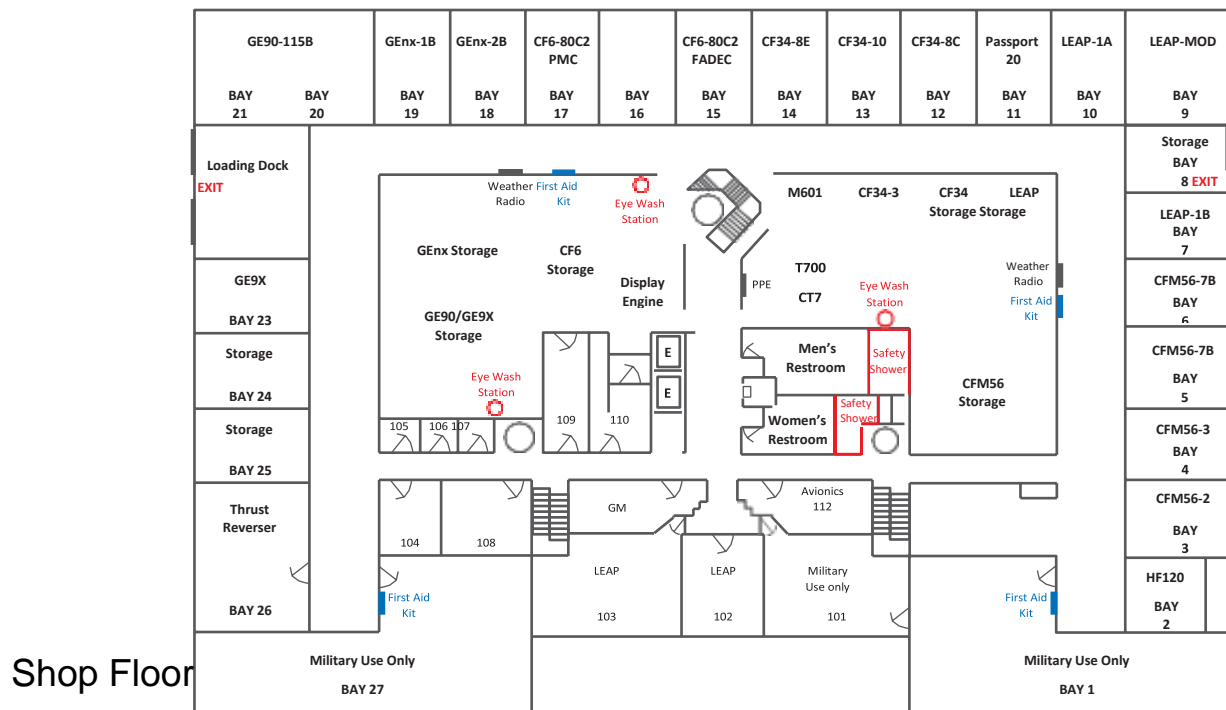 GE90-115B
BAY
21
BAY
20
GEnx-1B
BAY
19
GEnx-2B
BAY
18
CF6-80C2
PMC
BAY
17
BAY
16
CF6-80C2
FADEC
BAY
15
CF34-8E
BAY
14
CF34-10
BAY
13
CF34-8C
BAY
12
Passport
20
BAY
11
LEAP-1A
BAY
10
LEAP-MOD
BAY
9
Loading Dock
EXIT
Storage
BAY
8 EXIT
LEAP-1B
BAY
7
CFM56-7B
BAY
6
CFM56-7B
BAY
5
CFM56-3
BAY
4
CFM56-2
BAY
3
HF120
BAY
2
GE9X
BAY 23
Storage
BAY 24
Storage
BAY 25
Thrust
Reverser
BAY 26
Weather
Radio
First Aid
Kit
Eye Wash
Station
GEnx Storage
CF6
Storage
Display
Engine
GE90/GE9X
Storage
Eye Wash
Station
105
106
107
109
110
E
E
M601
CF34-3
CF34
Storage
LEAP
Storage
PPE
T700
CT7
Eye Wash
Station
Weather
Radio
First Aid
Kit
Men's
Restroom
Safety
Shower
Women's
Restroom
Safety
Shower
CFM56
Storage
104
108
GM
Avionics
112
LEAP
103
LEAP
102
Military
Use only
101
First Aid
Kit
First Aid
Kit
Shop Floor
Military Use Only
BAY 27
Military Use Only
BAY 1